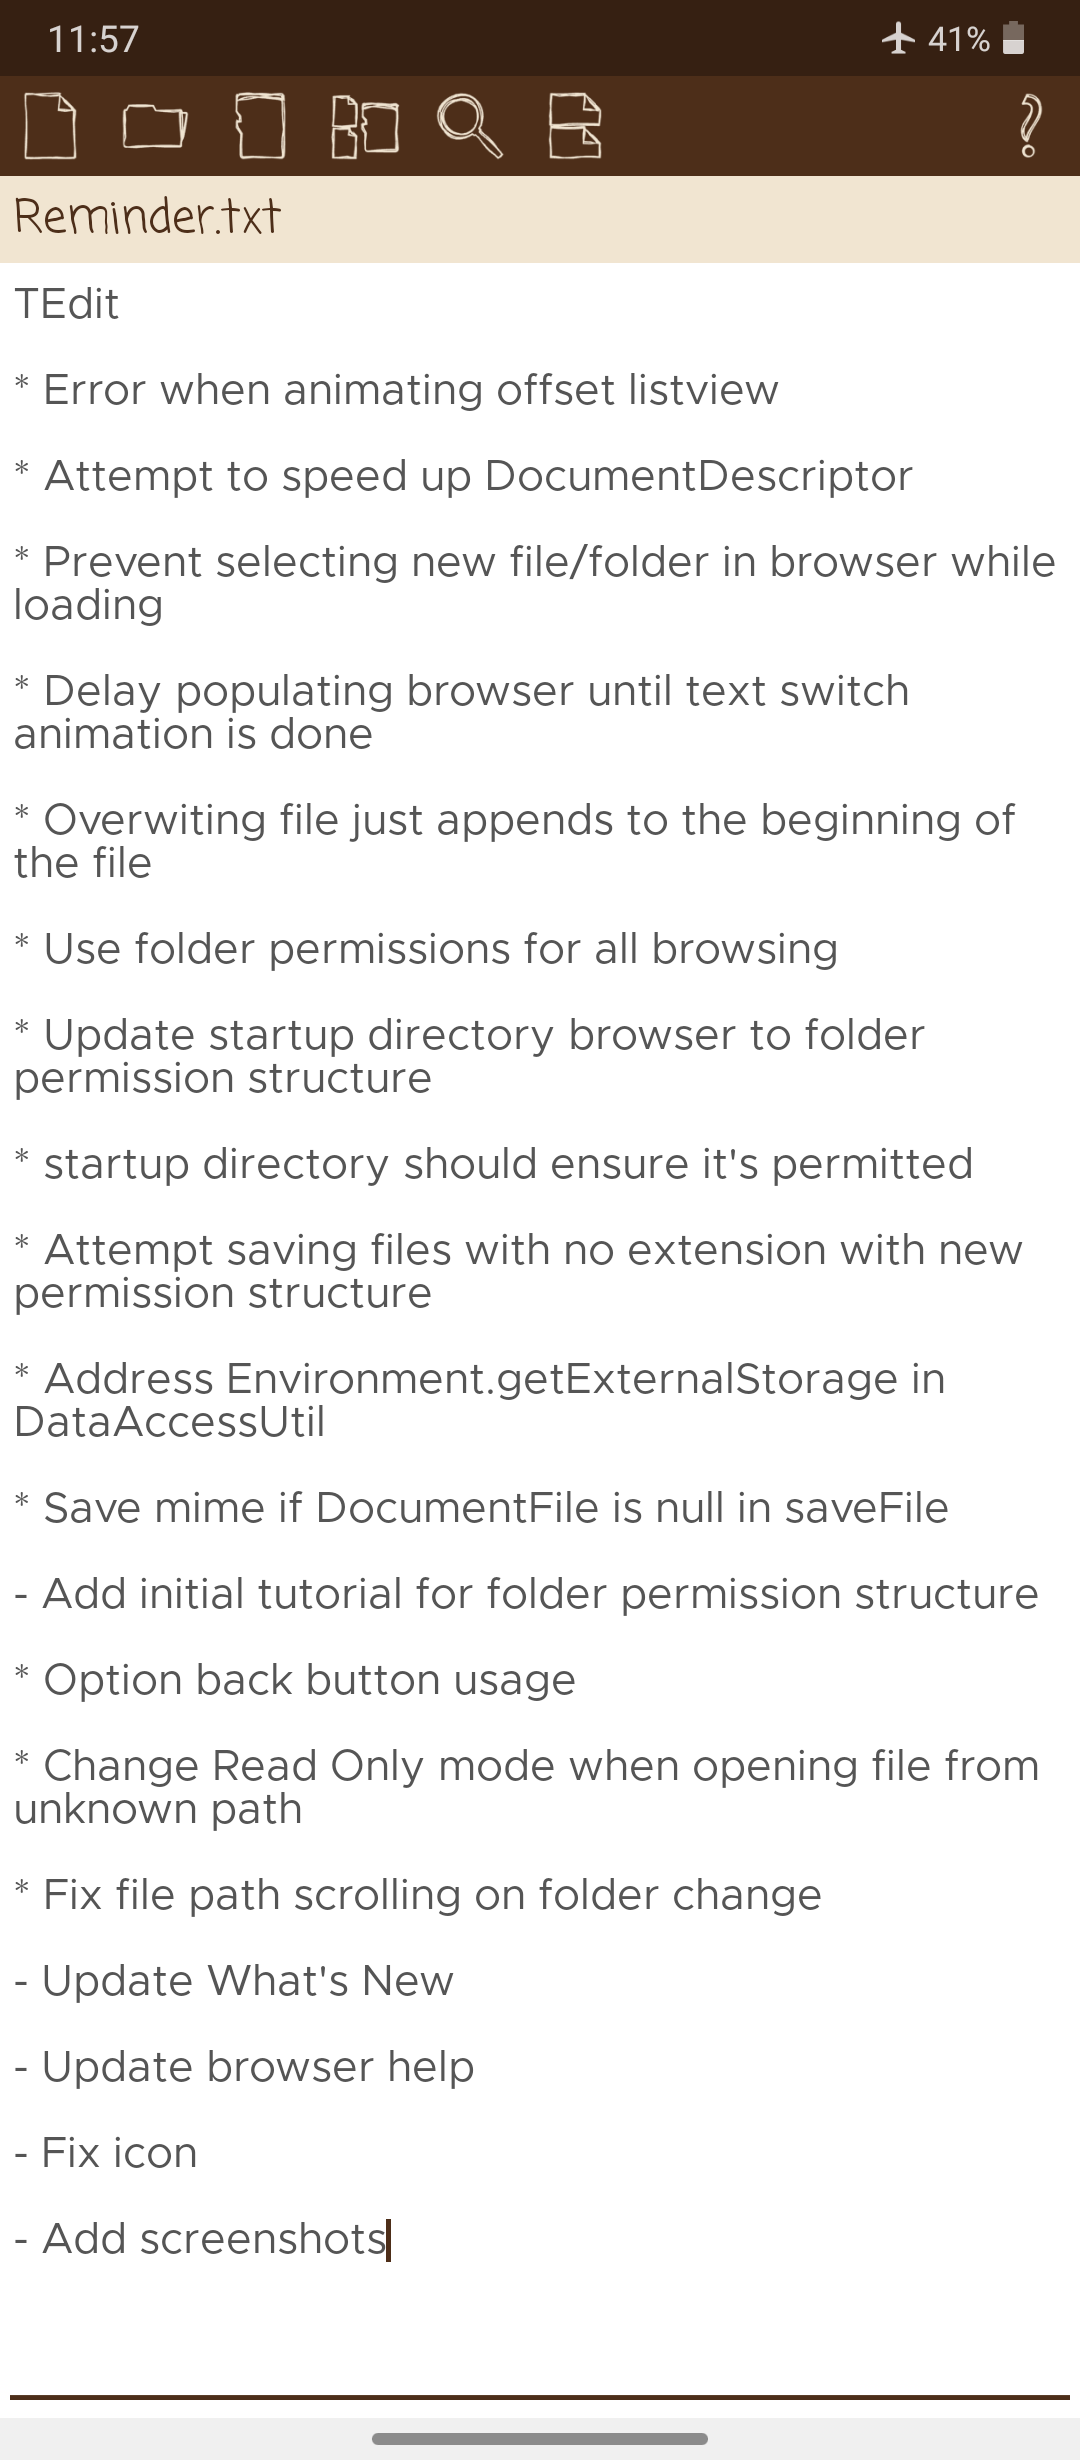 11:57
41%
Reminder.txt
TEdit
* Error when animating offset listview
* Attempt to speed up DocumentDescriptor
* Prevent selecting new file/folder in browser while
loading
* Delay populating browser until text switch
animation is done
* Overwiting file just appends to the beginning of
the file
* Use folder permissions for all browsing
* Update startup directory browser to folder
permission structure
* startup directory should ensure it's permitted
* Attempt saving files with no extension with new
permission structure
* Address Environment.getExternalStorage in
DataAccessUtil
* Save mime if DocumentFile is null in saveFile
- Add initial tutorial for folder permission structure
* Option back button usage
* Change Read Only mode when opening file from
unknown path
* Fix file path scrolling on folder change
- Update What's New
- Update browser help
- Fix icon
- Add screenshots